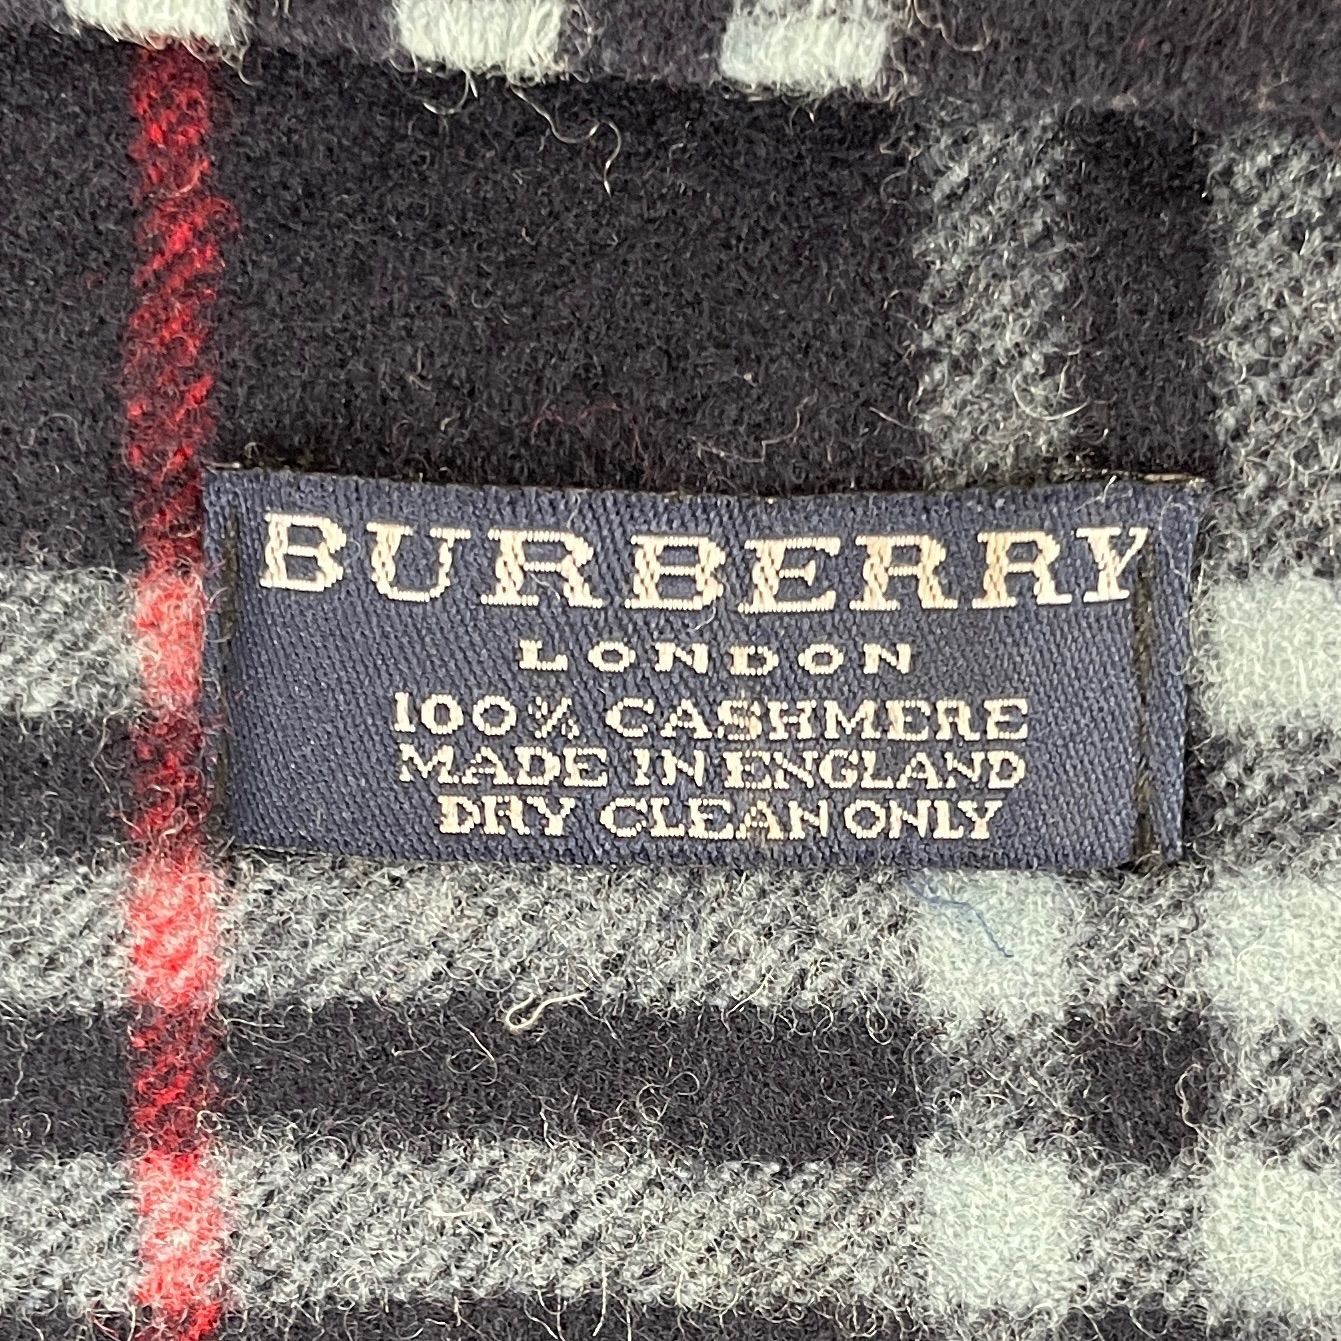 BURBERRY
LONDON
100% CASHMERE
MADE IN ENGLAND
DRY CLEAN ONLY